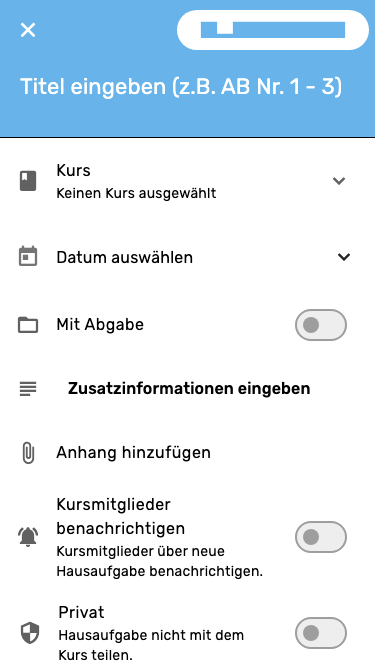 Titel eingeben (z.B. AB Nr. 1 - 3)
Kurs
Keinen Kurs ausgewählt
Datum auswählen
Mit Abgabe
Zusatzinformationen eingeben
Anhang hinzufügen
Kursmitglieder
benachrichtigen
Kursmitglieder über neue
Hausaufgabe benachrichtigen.
Privat
Hausaufgabe nicht mit dem
Kurs teilen.